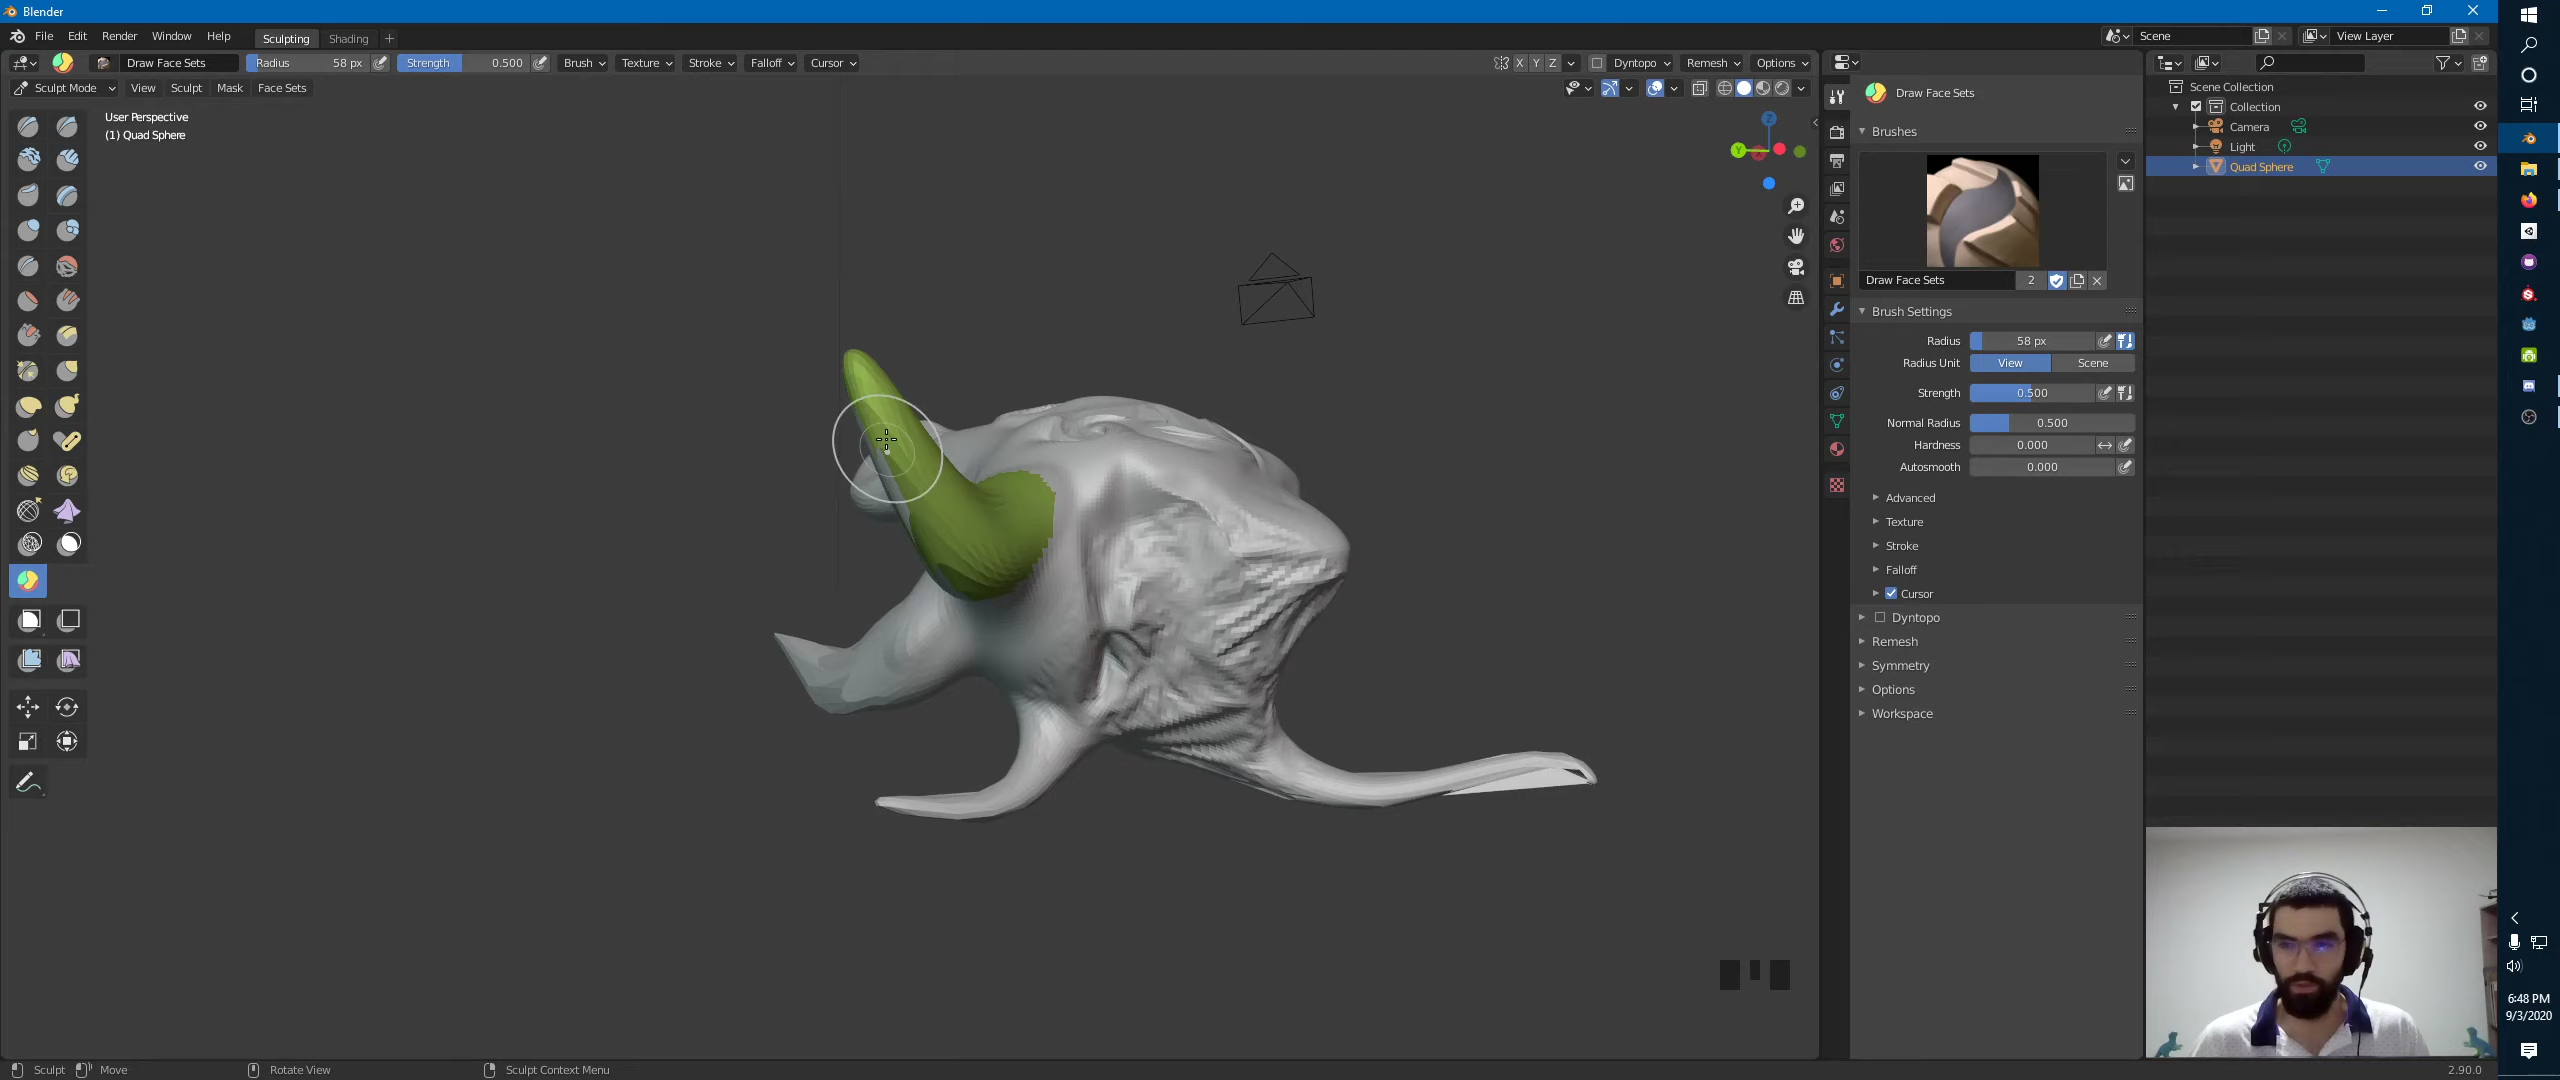 Blender
File Edit Render Window Help Sculpting Shading + Scene View Layer
Draw Face Sets Radius 58 px Strength 0.500 Brush Texture Stroke Falloff Cursor X Y Z Dyntopo Remesh Options
Sculpt Mode View Sculpt Mask Face Sets
User Perspective
(1) Quad Sphere
Z
Y
Draw Face Sets
Brushes
Draw Face Sets 2
Brush Settings
Radius 58 px
Radius Unit View Scene
Strength 0.500
Normal Radius 0.500
Hardness 0.000
Autosmooth 0.000
Advanced
Texture
Stroke
Falloff
Cursor
Dyntopo
Remesh
Symmetry
Options
Workspace
Scene Collection
Collection
Camera
Light
Quad Sphere
6:48 PM
9/3/2020
Sculpt Move Rotate View Sculpt Context Menu 2.90.0